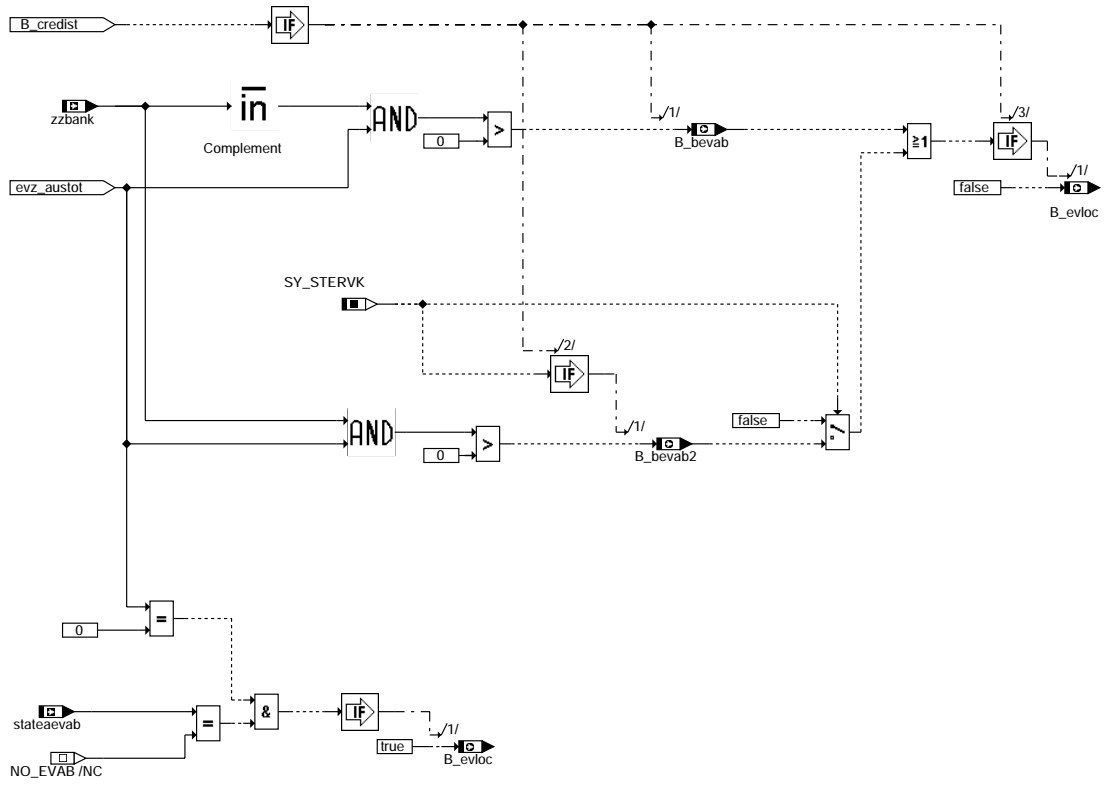 B_credist
IF
zzbank
in
Complement
AND
0
>
/1/
B_bevab
≥1
/3/
IF
/1/
false
B_evloc
evz_austot
SY_STERVK
/2/
IF
/1/
AND
0
>
B_bevab2
false
0
=
&
IF
/1/
stateaevab
=
true
B_evloc
NO_EVAB /NC